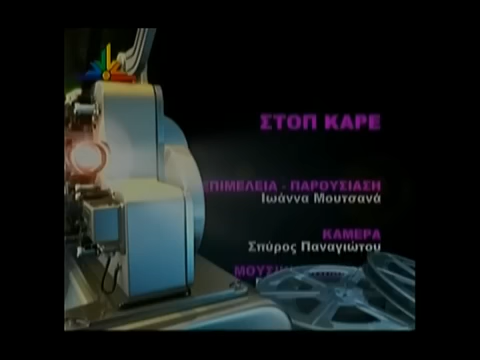 ΣΤΟΠ ΚΑΡΕ
ΕΠΙΜΕΛΕΙΑ - ΠΑΡΟΥΣΙΑΣΗ
Ιωάννα Μουτσανά
ΚΑΜΕΡΑ
Σπύρος Παναγιώτου